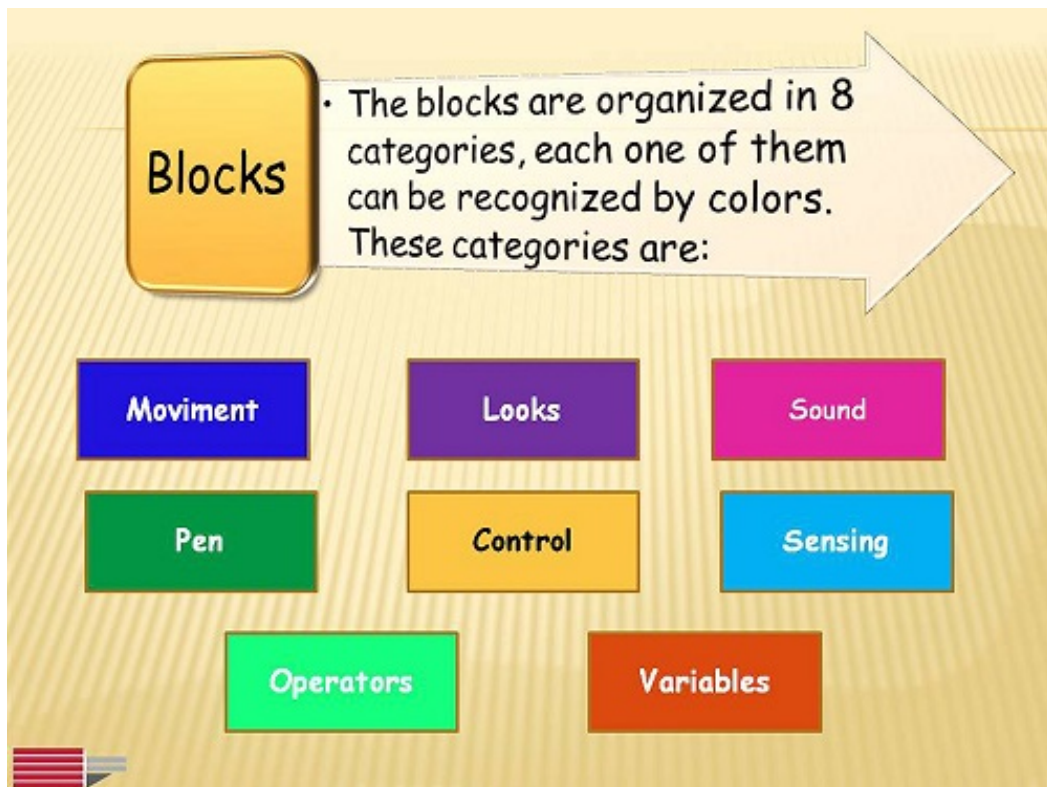 Blocks
• The blocks are organized in 8
categories, each one of them
can be recognized by colors.
These categories are:
Moviment
Looks
Sound
Pen
Control
Sensing
Operators
Variables